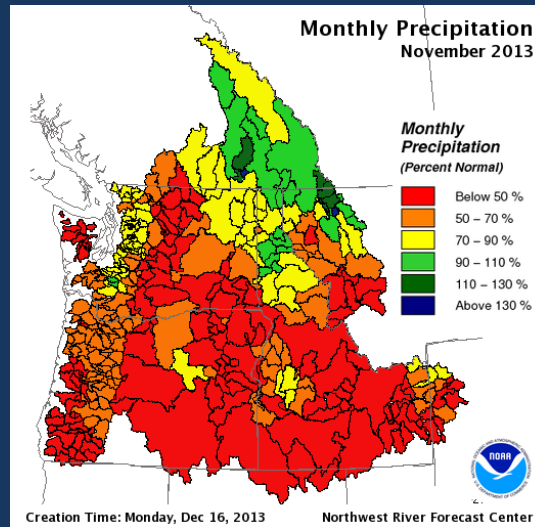 Monthly Precipitation
November 2013
Monthly
Precipitation
(Percent Normal)
Below 50 %
50 – 70 %
70 – 90 %
90 – 110 %
110 – 130 %
Above 130 %
NOAA
Creation Time: Monday, Dec 16, 2013 Northwest River Forecast Center